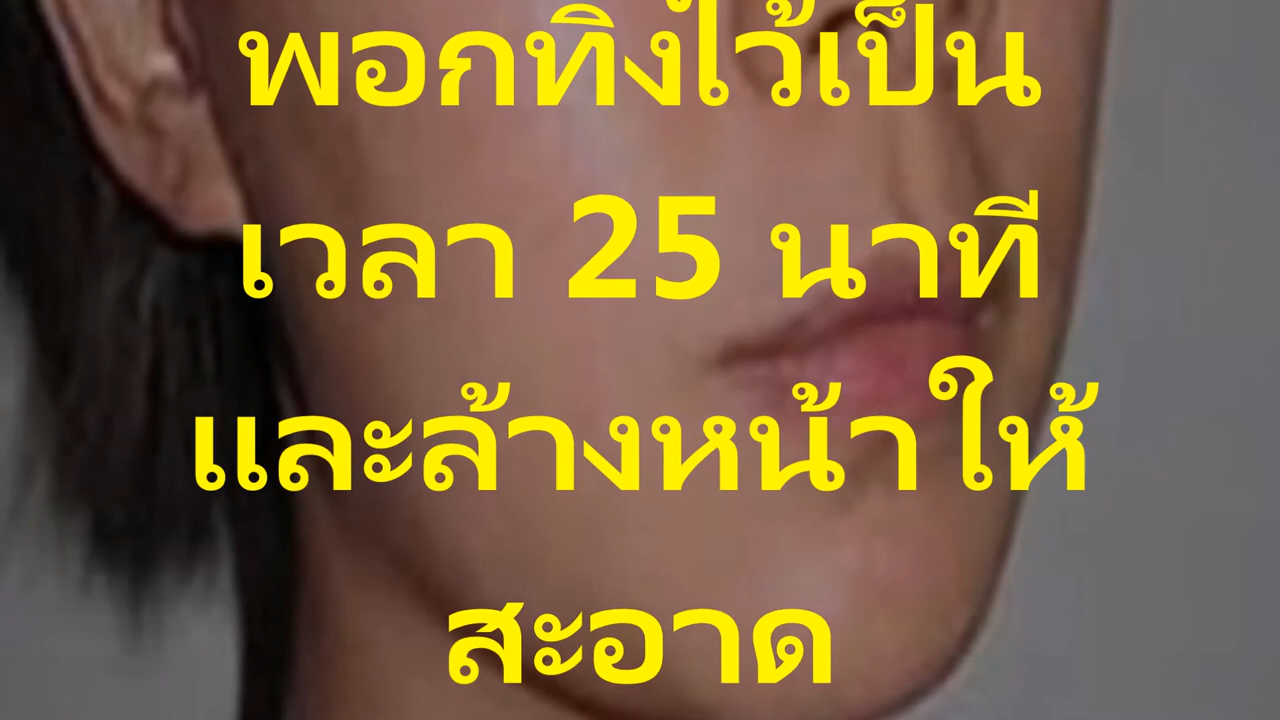 พอกทิ้งไว้เป็น
เวลา 25 นาที
และล้างหน้าให้
สะอาด